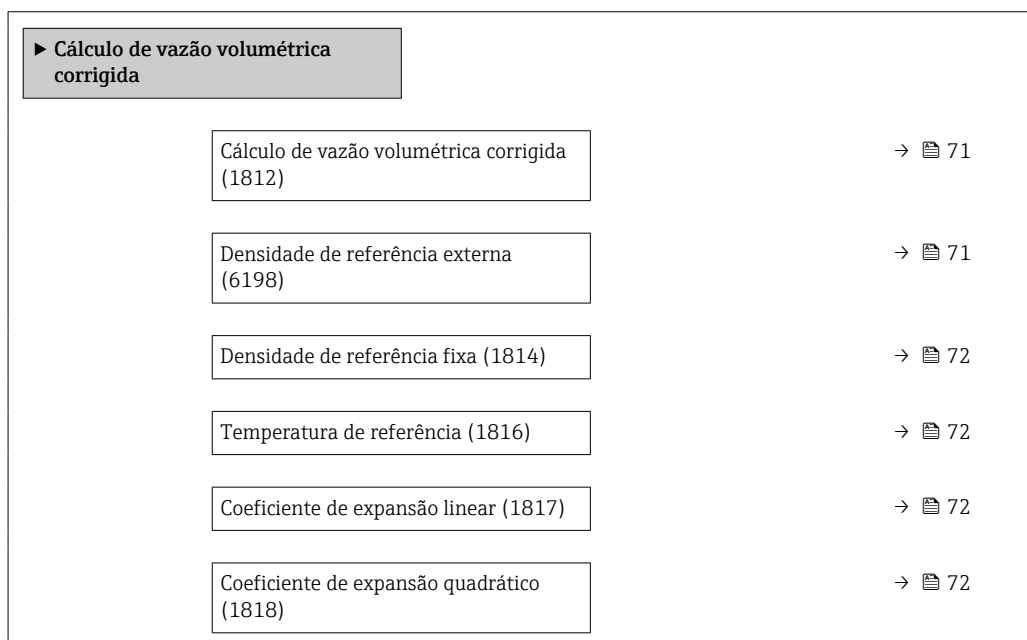 ▶ Cálculo de vazão volumétrica
corrigida
Cálculo de vazão volumétrica corrigida
(1812)
→ 71
Densidade de referência externa
(6198)
→ 71
Densidade de referência fixa (1814)
→ 72
Temperatura de referência (1816)
→ 72
Coeficiente de expansão linear (1817)
→ 72
Coeficiente de expansão quadrático
(1818)
→ 72